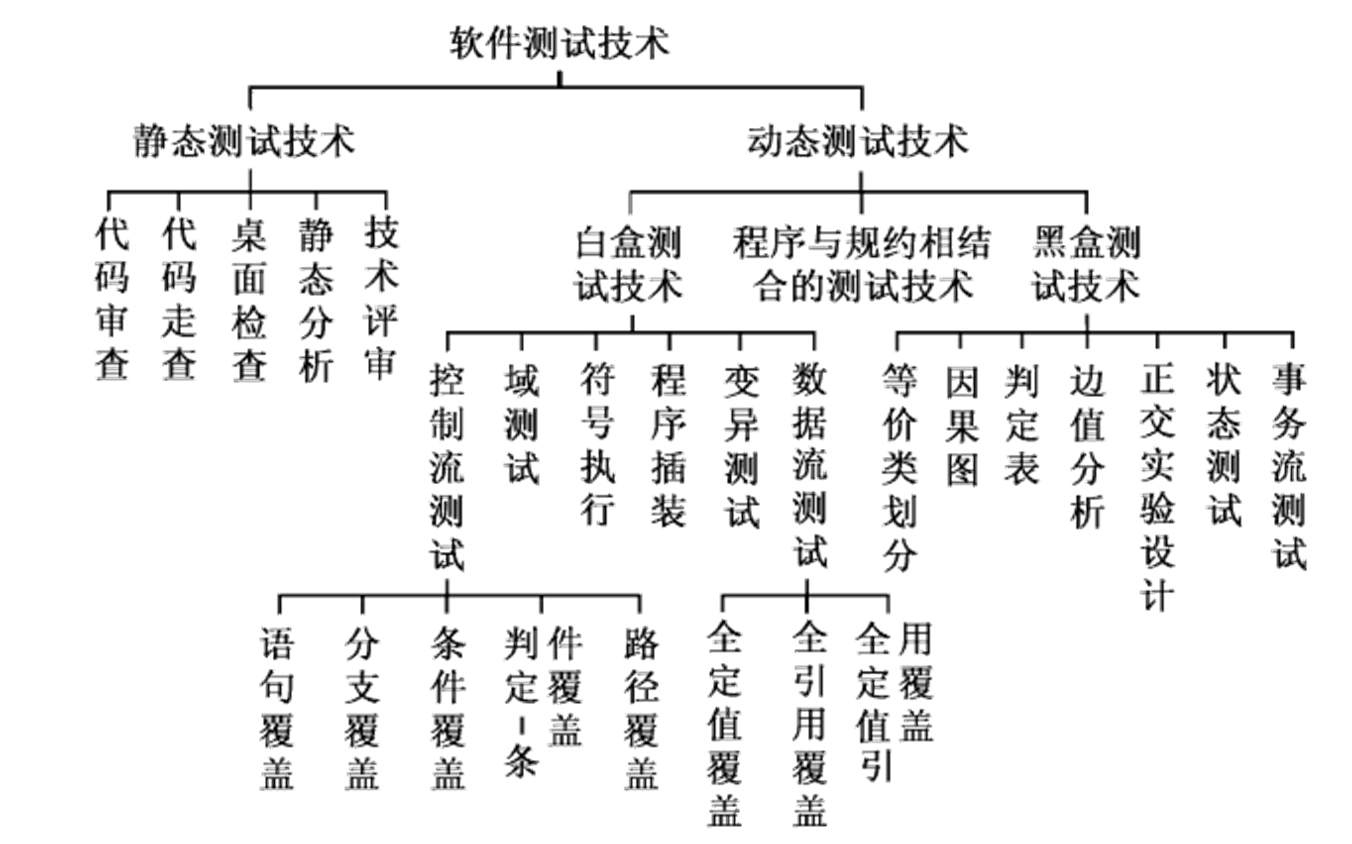 软件测试技术
静态测试技术
动态测试技术
代码审查
代码走查
桌面检查
静态分析
技术评审
白盒测
试技术
程序与规约相结
合的测试技术
黑盒测
试技术
控制流测试
域测试
符号执行
程序插装
变异测试
数据流测试
等价类划分
因果图
判定表
边值分析
正交实验设计
状态测试
事务流测试
语句覆盖
分支覆盖
条件覆盖
判定-条
件覆盖
路径覆盖
全定值覆盖
全引用覆盖
全定值引
用覆盖